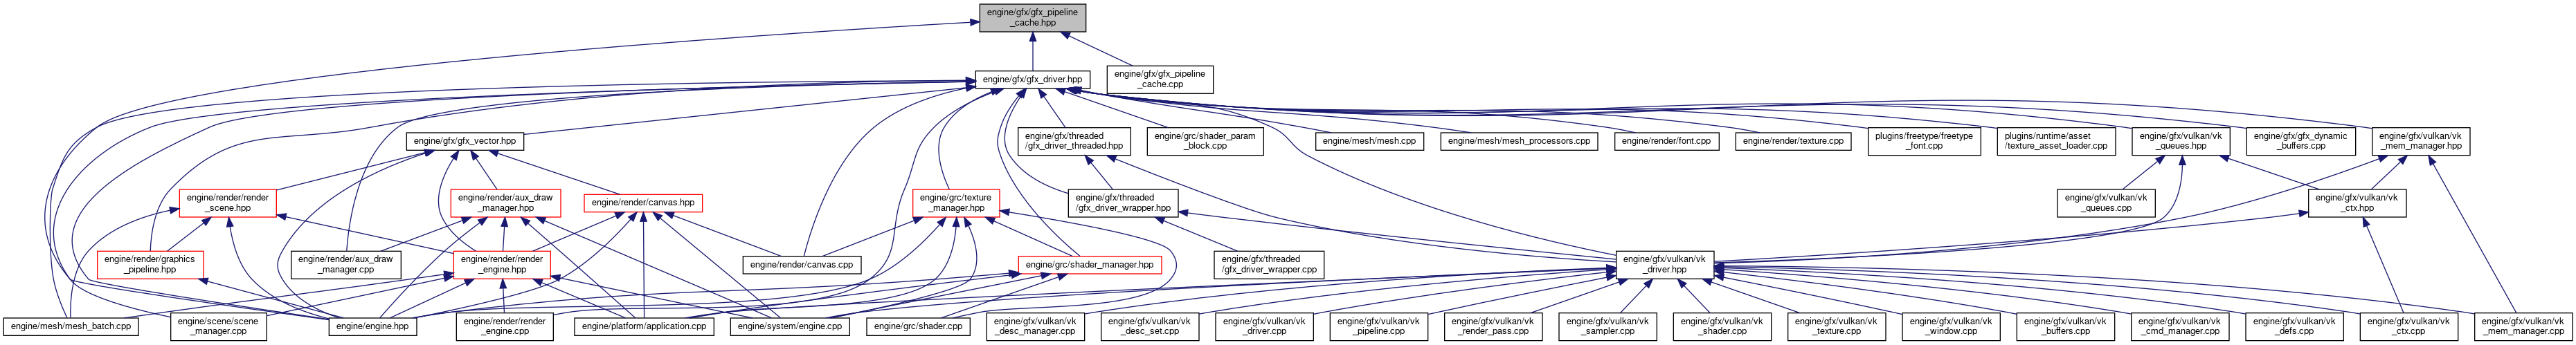 engine/gfx/gfx_pipeline
_cache.hpp
engine/gfx/gfx_driver.hpp
engine/gfx/gfx_pipeline
_cache.cpp
engine/gfx/gfx_vector.hpp
engine/gfx/threaded
/gfx_driver_threaded.hpp
engine/grc/shader_param
_block.cpp
engine/mesh/mesh.cpp
engine/mesh/mesh_processors.cpp
engine/render/font.cpp
engine/render/texture.cpp
plugins/freetype/freetype
_font.cpp
plugins/runtime/asset
/texture_asset_loader.cpp
engine/gfx/vulkan/vk
_queues.hpp
engine/gfx/gfx_dynamic
_buffers.cpp
engine/gfx/vulkan/vk
_mem_manager.hpp
engine/render/render
_scene.hpp
engine/render/aux_draw
_manager.hpp
engine/render/canvas.hpp
engine/grc/texture
_manager.hpp
engine/gfx/threaded
/gfx_driver_wrapper.hpp
engine/gfx/vulkan/vk
_queues.cpp
engine/gfx/vulkan/vk
_ctx.hpp
engine/render/graphics
_pipeline.hpp
engine/render/aux_draw
_manager.cpp
engine/render/render
_engine.hpp
engine/render/canvas.cpp
engine/grc/shader_manager.hpp
engine/gfx/threaded
/gfx_driver_wrapper.cpp
engine/gfx/vulkan/vk
_driver.hpp
engine/mesh/mesh_batch.cpp
engine/scene/scene
_manager.cpp
engine/engine.hpp
engine/render/render
_engine.cpp
engine/platform/application.cpp
engine/system/engine.cpp
engine/grc/shader.cpp
engine/gfx/vulkan/vk
_desc_manager.cpp
engine/gfx/vulkan/vk
_desc_set.cpp
engine/gfx/vulkan/vk
_driver.cpp
engine/gfx/vulkan/vk
_pipeline.cpp
engine/gfx/vulkan/vk
_render_pass.cpp
engine/gfx/vulkan/vk
_sampler.cpp
engine/gfx/vulkan/vk
_shader.cpp
engine/gfx/vulkan/vk
_texture.cpp
engine/gfx/vulkan/vk
_window.cpp
engine/gfx/vulkan/vk
_buffers.cpp
engine/gfx/vulkan/vk
_cmd_manager.cpp
engine/gfx/vulkan/vk
_defs.cpp
engine/gfx/vulkan/vk
_ctx.cpp
engine/gfx/vulkan/vk
_mem_manager.cpp